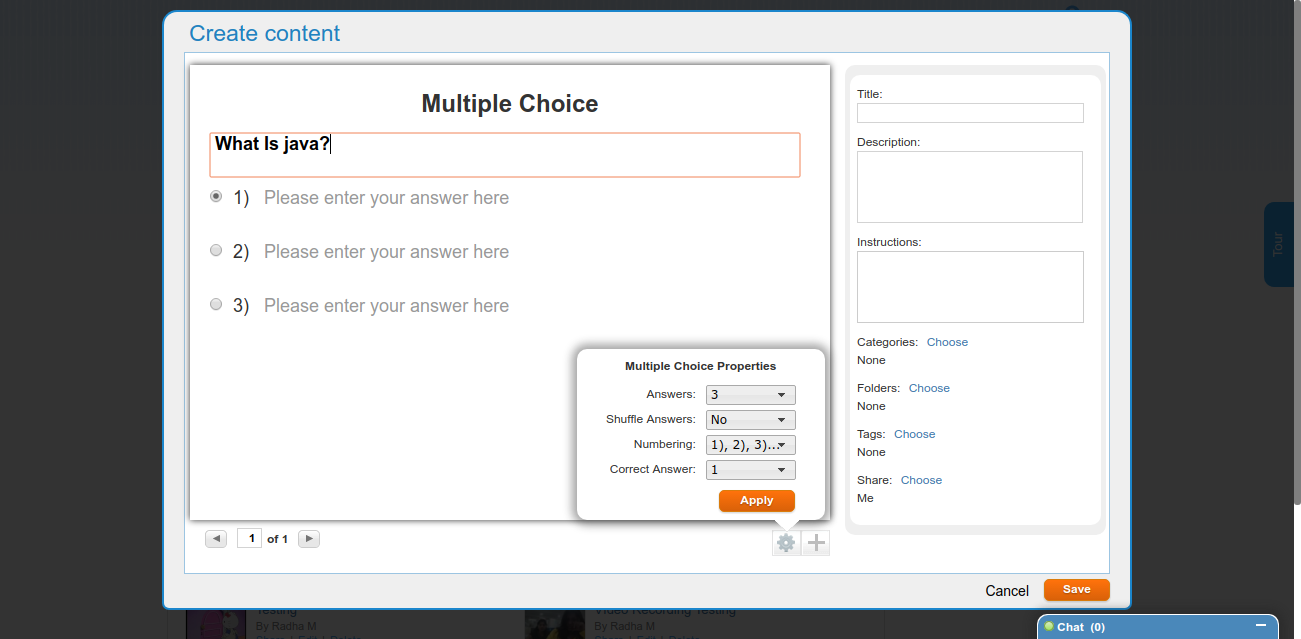 Create content
Multiple Choice
What Is java?
1) Please enter your answer here
2) Please enter your answer here
3) Please enter your answer here
Multiple Choice Properties
Answers: 3
Shuffle Answers: No
Numbering: 1), 2), 3)...
Correct Answer: 1
Apply
1 of 1
Title:
Description:
Instructions:
Categories: Choose
None
Folders: Choose
None
Tags: Choose
None
Share: Choose
Me
Cancel Save
Tour
Testing
By Radha M
Video Recording Testing
By Radha M
Chat (0)